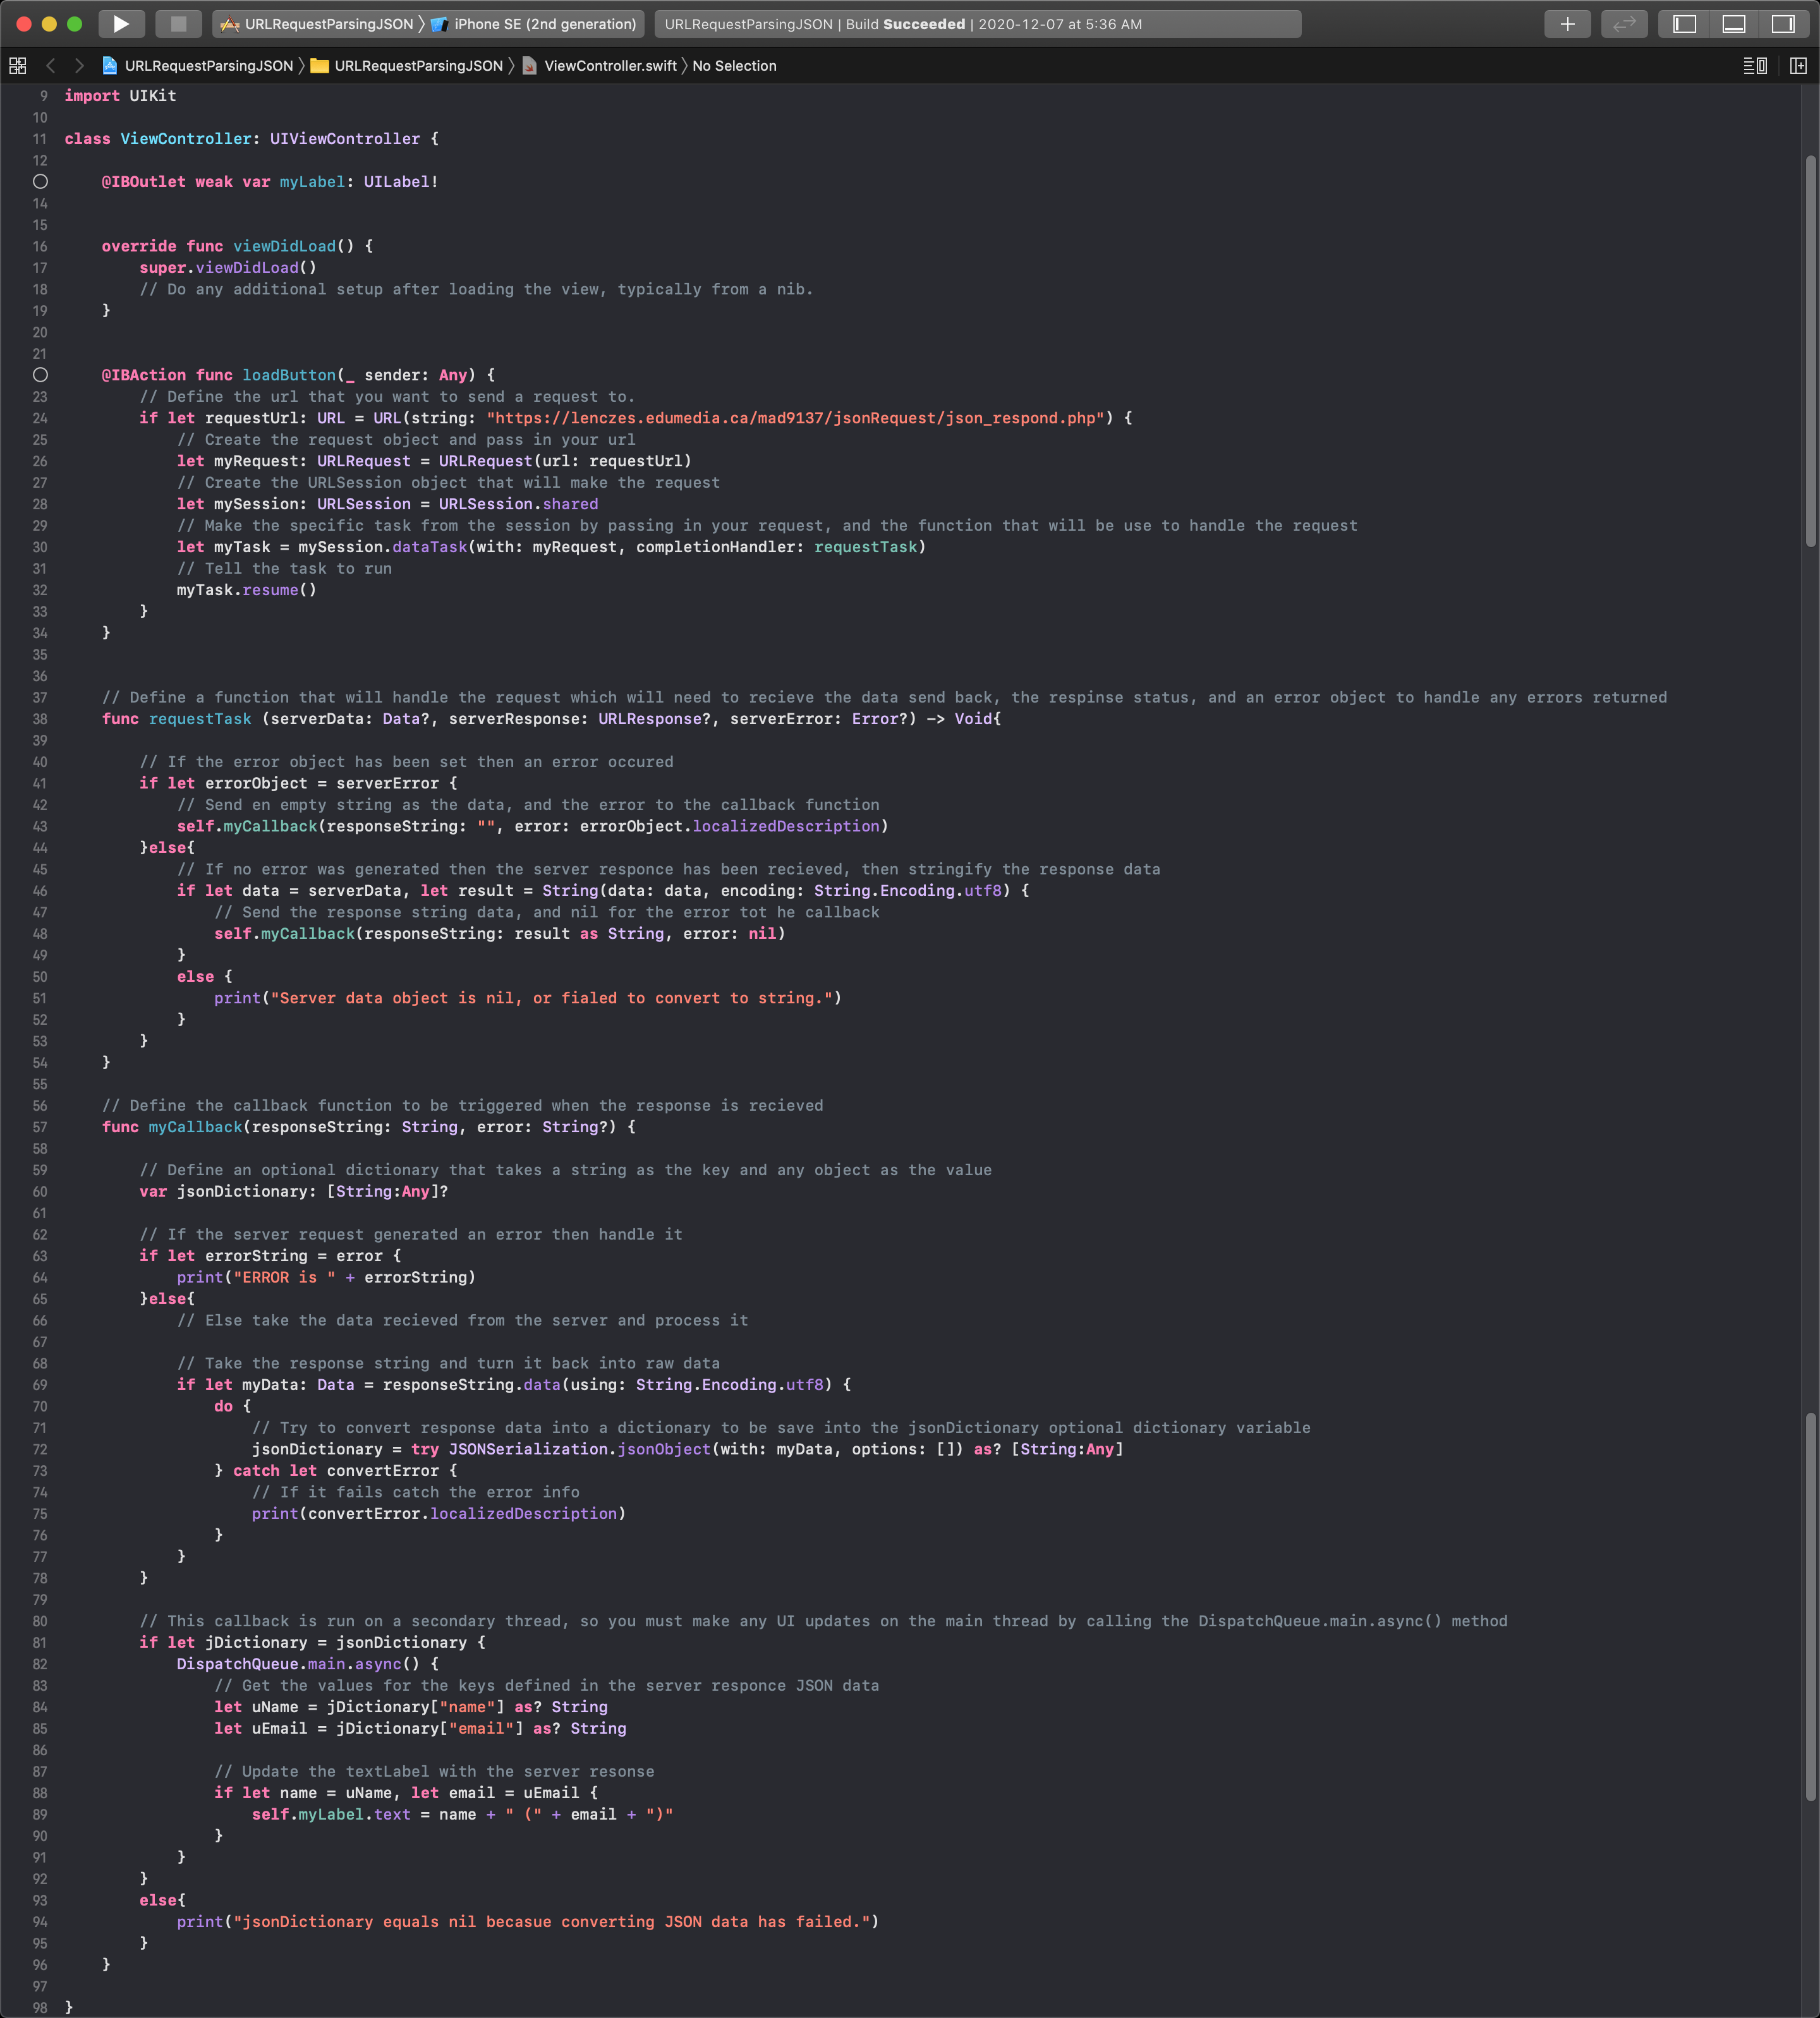 URLRequestParsingJSON 〉 iPhone SE (2nd generation) URLRequestParsingJSON | Build Succeeded | 2020-12-07 at 5:36 AM
URLRequestParsingJSON 〉 URLRequestParsingJSON 〉 ViewController.swift 〉 No Selection
9 import UIKit
10
11 class ViewController: UIViewController {
12
@IBOutlet weak var myLabel: UILabel!
14
15
16 override func viewDidLoad() {
17 super.viewDidLoad()
18 // Do any additional setup after loading the view, typically from a nib.
19 }
20
21
@IBAction func loadButton(_ sender: Any) {
23 // Define the url that you want to send a request to.
24 if let requestUrl: URL = URL(string: "https://lenczes.edumedia.ca/mad9137/jsonRequest/json_respond.php") {
25 // Create the request object and pass in your url
26 let myRequest: URLRequest = URLRequest(url: requestUrl)
27 // Create the URLSession object that will make the request
28 let mySession: URLSession = URLSession.shared
29 // Make the specific task from the session by passing in your request, and the function that will be use to handle the request
30 let myTask = mySession.dataTask(with: myRequest, completionHandler: requestTask)
31 // Tell the task to run
32 myTask.resume()
33 }
34 }
35
36
37 // Define a function that will handle the request which will need to recieve the data send back, the respinse status, and an error object to handle any errors returned
38 func requestTask (serverData: Data?, serverResponse: URLResponse?, serverError: Error?) -> Void{
39
40 // If the error object has been set then an error occured
41 if let errorObject = serverError {
42 // Send en empty string as the data, and the error to the callback function
43 self.myCallback(responseString: "", error: errorObject.localizedDescription)
44 }else{
45 // If no error was generated then the server responce has been recieved, then stringify the response data
46 if let data = serverData, let result = String(data: data, encoding: String.Encoding.utf8) {
47 // Send the response string data, and nil for the error tot he callback
48 self.myCallback(responseString: result as String, error: nil)
49 }
50 else {
51 print("Server data object is nil, or fialed to convert to string.")
52 }
53 }
54 }
55
56 // Define the callback function to be triggered when the response is recieved
57 func myCallback(responseString: String, error: String?) {
58
59 // Define an optional dictionary that takes a string as the key and any object as the value
60 var jsonDictionary: [String:Any]?
61
62 // If the server request generated an error then handle it
63 if let errorString = error {
64 print("ERROR is " + errorString)
65 }else{
66 // Else take the data recieved from the server and process it
67
68 // Take the response string and turn it back into raw data
69 if let myData: Data = responseString.data(using: String.Encoding.utf8) {
70 do {
71 // Try to convert response data into a dictionary to be save into the jsonDictionary optional dictionary variable
72 jsonDictionary = try JSONSerialization.jsonObject(with: myData, options: []) as? [String:Any]
73 } catch let convertError {
74 // If it fails catch the error info
75 print(convertError.localizedDescription)
76 }
77 }
78 }
79
80 // This callback is run on a secondary thread, so you must make any UI updates on the main thread by calling the DispatchQueue.main.async() method
81 if let jDictionary = jsonDictionary {
82 DispatchQueue.main.async() {
83 // Get the values for the keys defined in the server responce JSON data
84 let uName = jDictionary["name"] as? String
85 let uEmail = jDictionary["email"] as? String
86
87 // Update the textLabel with the server resonse
88 if let name = uName, let email = uEmail {
89 self.myLabel.text = name + " (" + email + ")"
90 }
91 }
92 }
93 else{
94 print("jsonDictionary equals nil becasue converting JSON data has failed.")
95 }
96 }
97
98 }